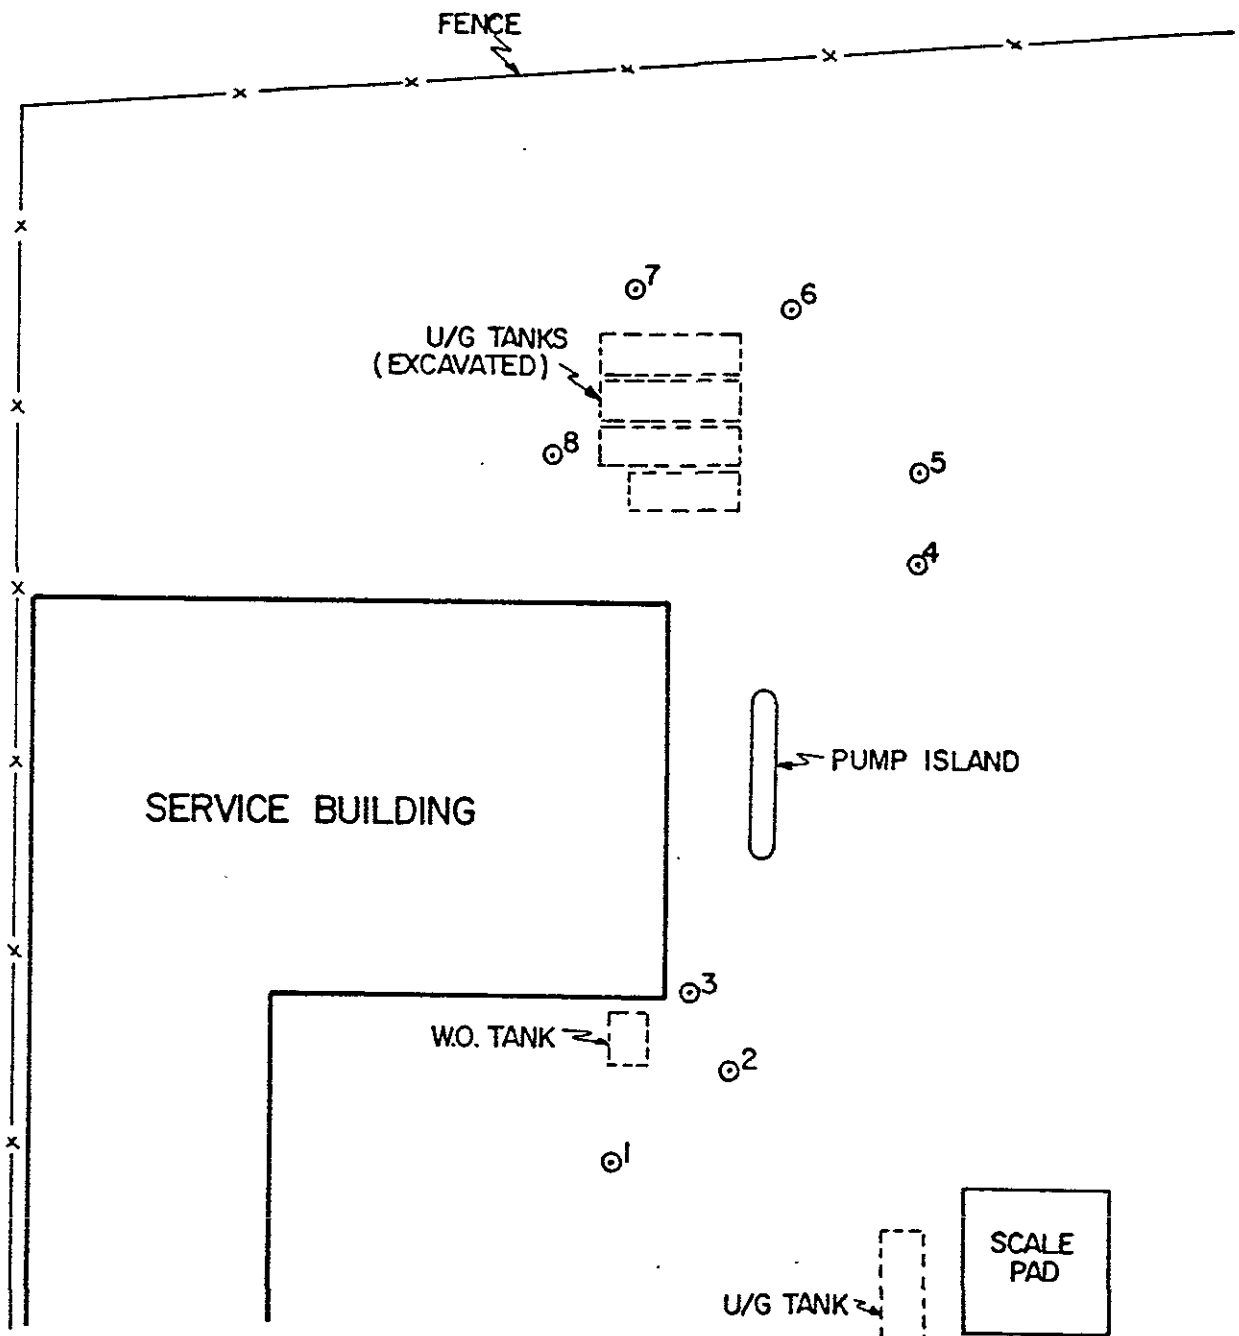 FENCE
7
6
U/G TANKS
(EXCAVATED)
8
5
4
PUMP ISLAND
SERVICE BUILDING
3
W.O. TANK
2
1
SCALE
PAD
U/G TANK